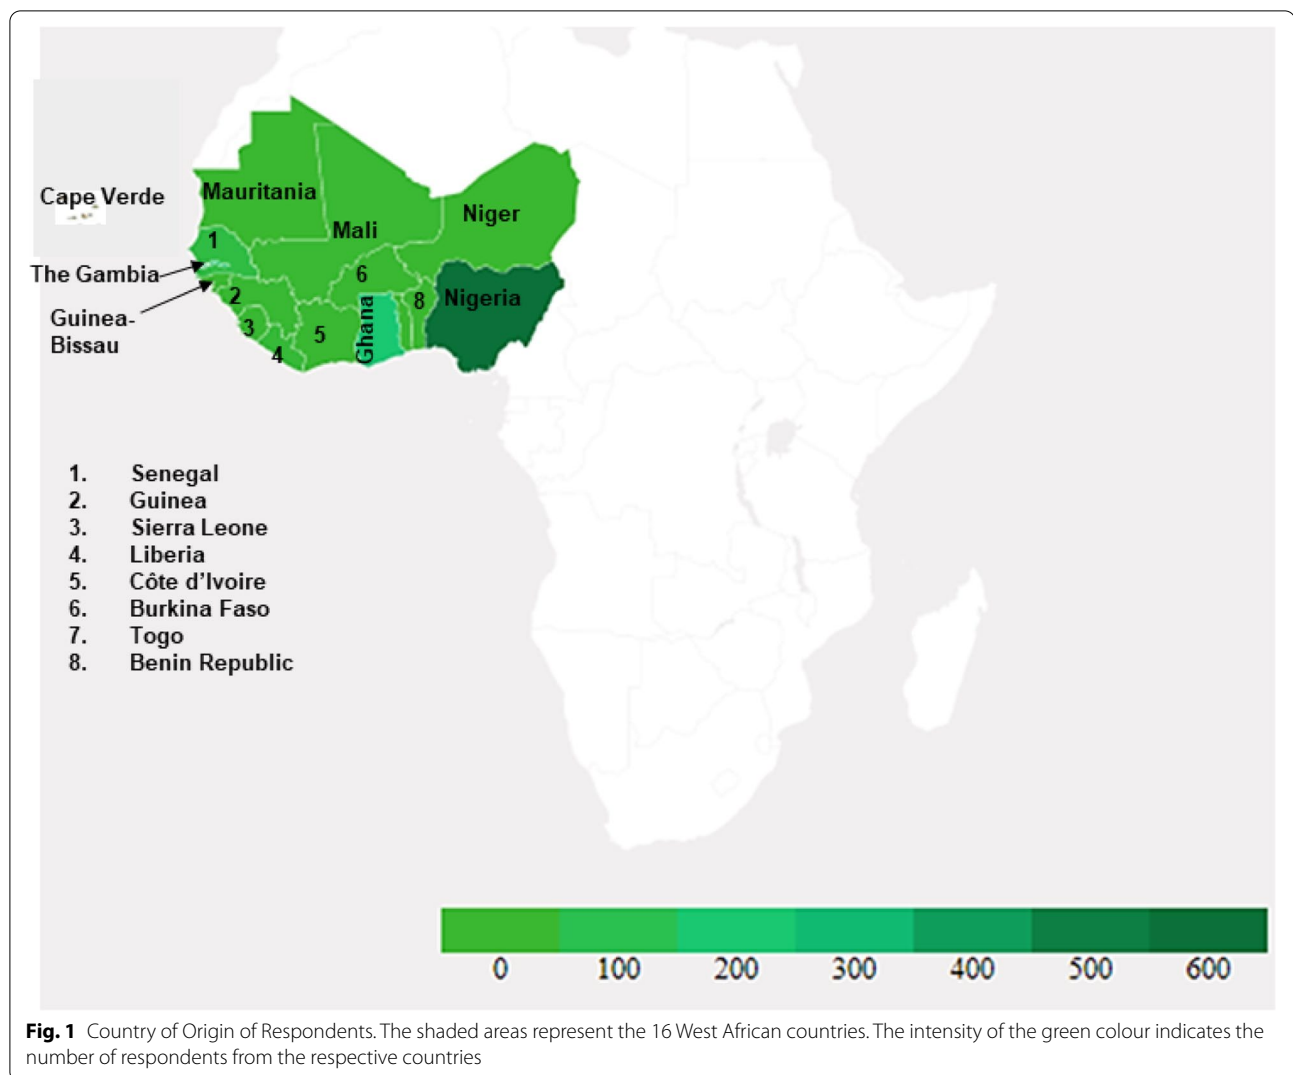 Mauritania
Cape Verde
Niger
Mali
1
The Gambia
6
2
8
Nigeria
Guinea-
Bissau
3
5
Ghana
4
1. Senegal
2. Guinea
3. Sierra Leone
4. Liberia
5. Côte d'Ivoire
6. Burkina Faso
7. Togo
8. Benin Republic
0 100 200 300 400 500 600
Fig. 1 Country of Origin of Respondents. The shaded areas represent the 16 West African countries. The intensity of the green colour indicates the
number of respondents from the respective countries